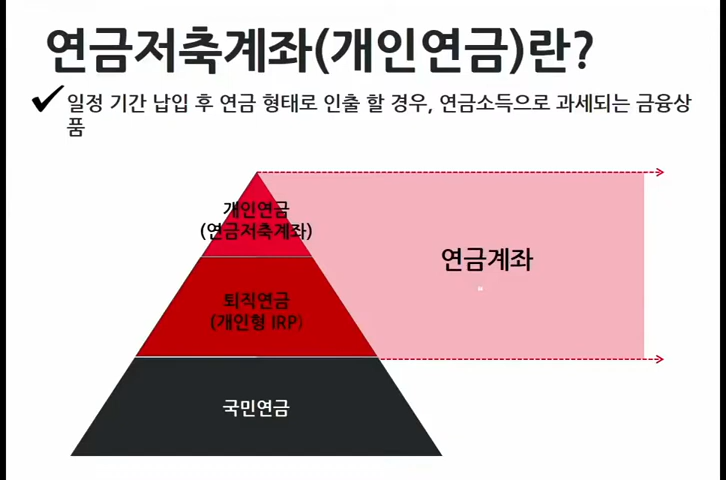 연금저축계좌(개인연금)란?
✔일정 기간 납입 후 연금 형태로 인출 할 경우, 연금소득으로 과세되는 금융상
품
개인연금
(연금저축계좌)
연금계좌
퇴직연금
(개인형 IRP)
국민연금